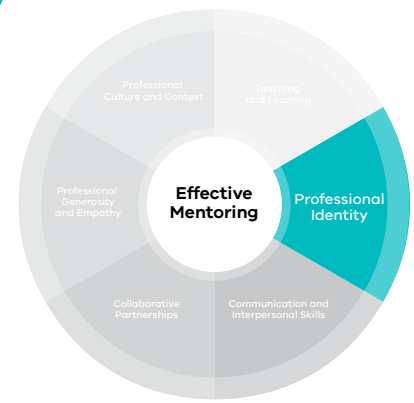 Professional
Culture and Context
Teaching
and Learning
Professional
Generosity
and Empathy
Effective
Mentoring
Professional
Identity
Collaborative
Partnerships
Communication and
Interpersonal Skills